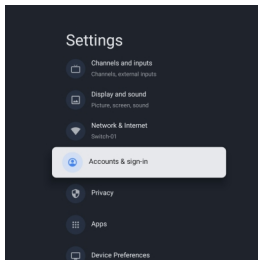 Settings
Channels and inputs
Channels, external inputs
Display and sound
Picture, screen, sound
Network & Internet
Switch-01
Accounts & sign-in
Privacy
Apps
Device Preferences